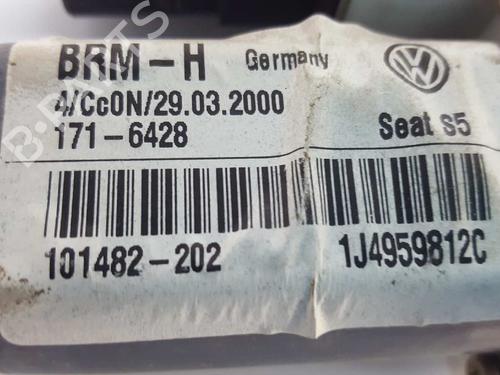 BRM-H Germany
4/CcON/29.03.2000
171-6428 Seat S5
101482-202 1J4959812C
B-PARTS